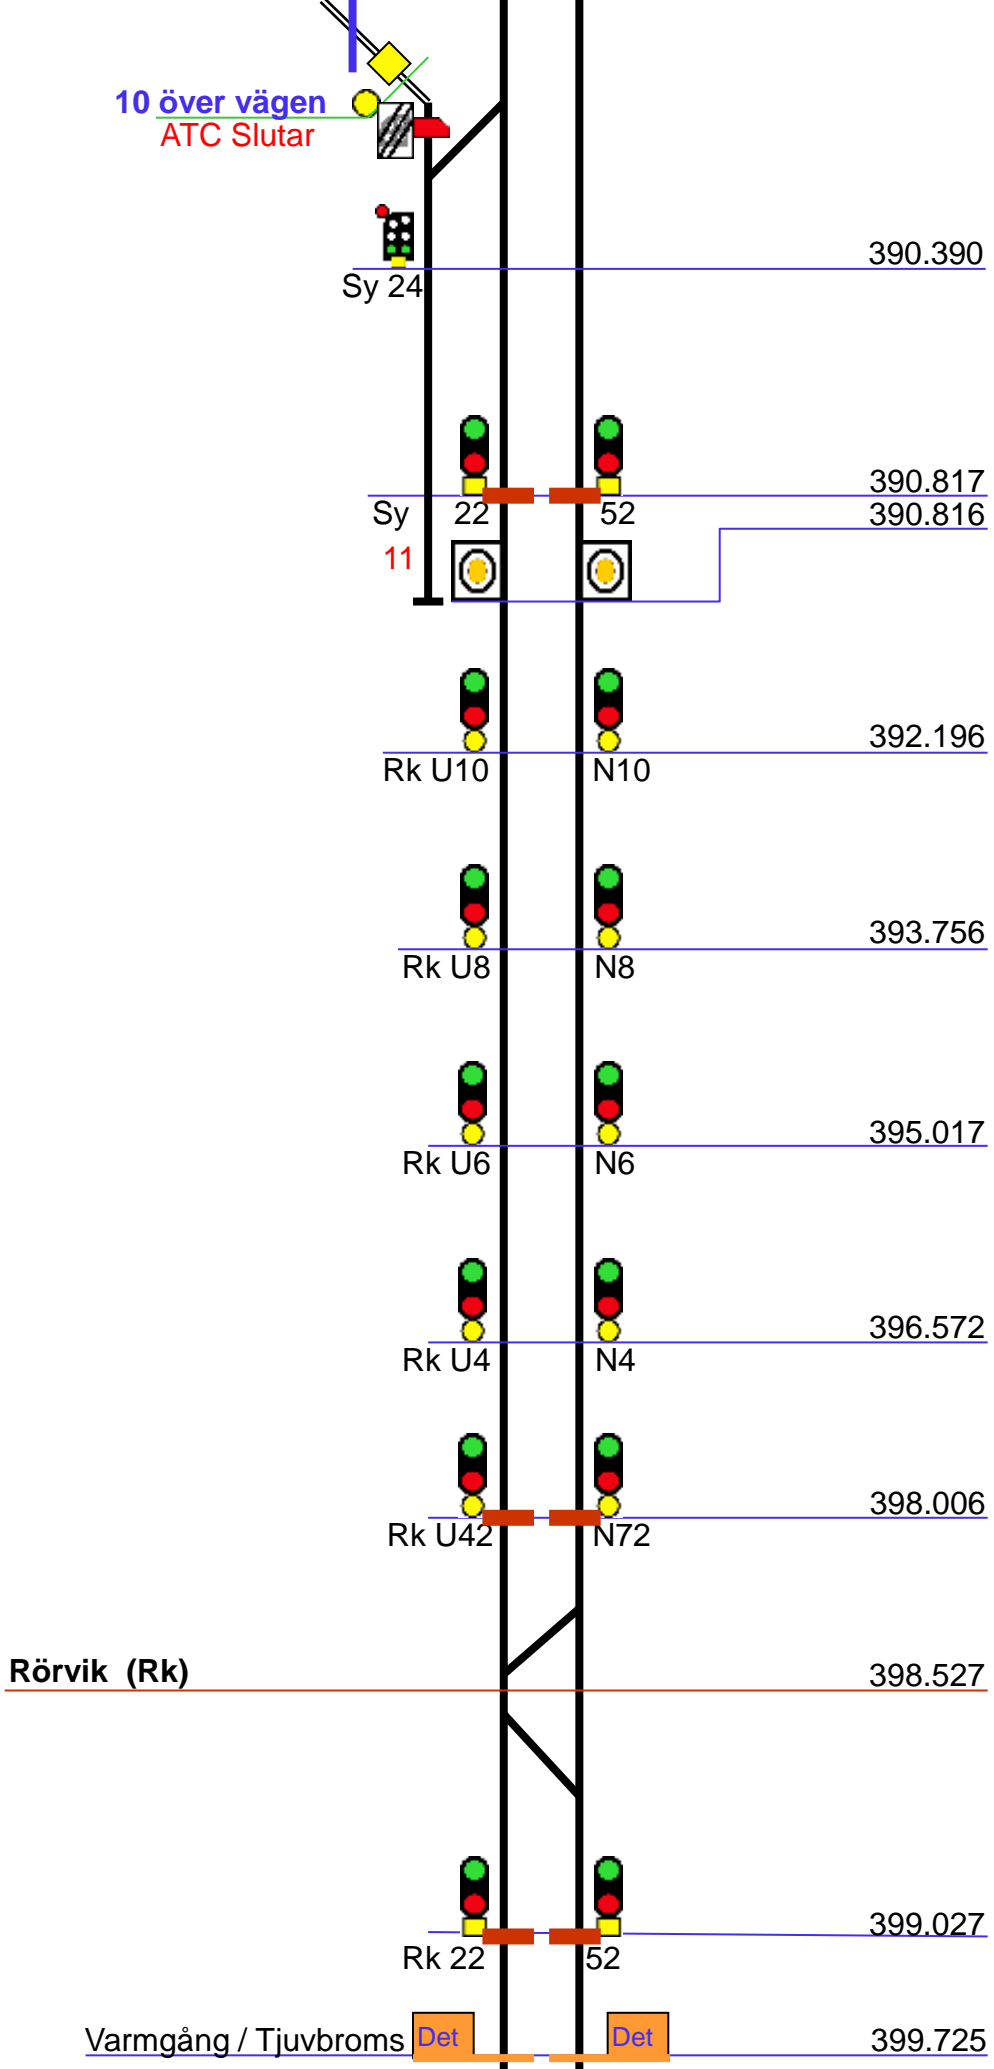 10 över vägen
ATC Slutar
390.390
Sy 24
390.817
Sy 22 52
390.816
11
392.196
Rk U10 N10
393.756
Rk U8 N8
395.017
Rk U6 N6
396.572
Rk U4 N4
398.006
Rk U42 N72
Rörvik (Rk) 398.527
399.027
Rk 22 52
Varmgång / Tjuvbroms Det Det 399.725